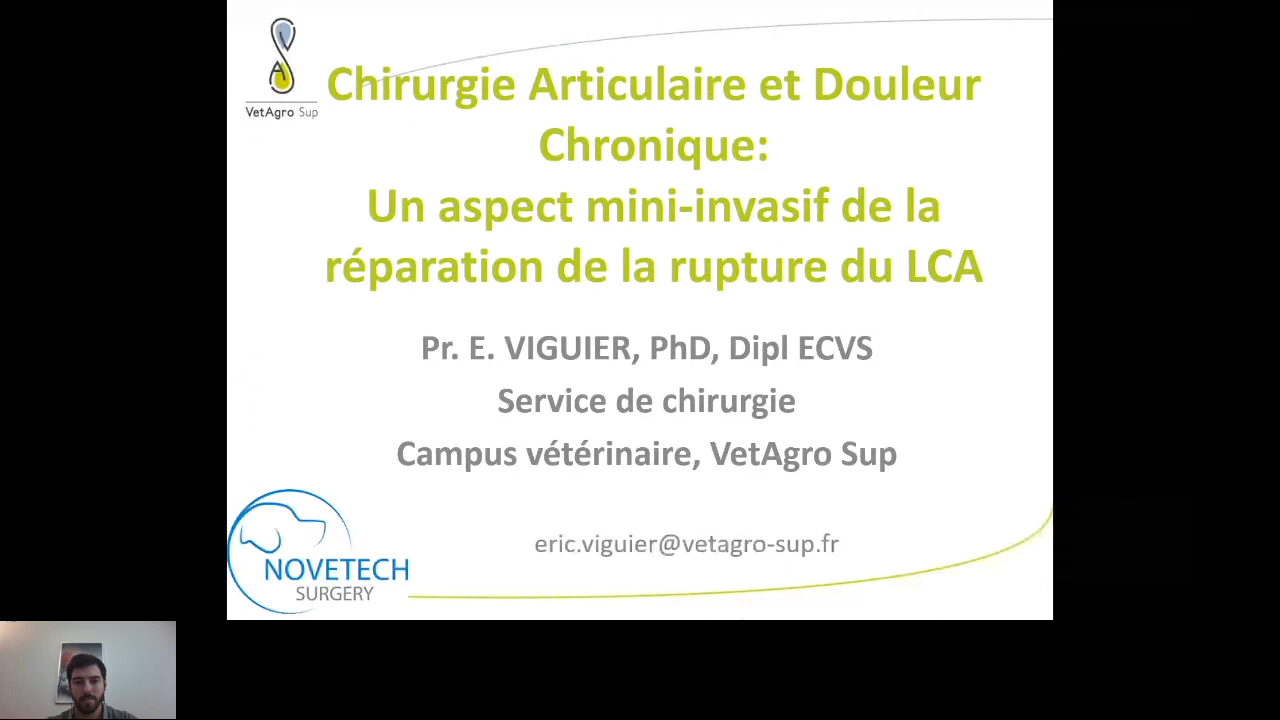 VetAgro Sup
Chirurgie Articulaire et Douleur
Chronique:
Un aspect mini-invasif de la
réparation de la rupture du LCA
Pr. E. VIGUIER, PhD, Dipl ECVS
Service de chirurgie
Campus vétérinaire, VetAgro Sup
eric.viguier@vetagro-sup.fr
NOVETECH
SURGERY